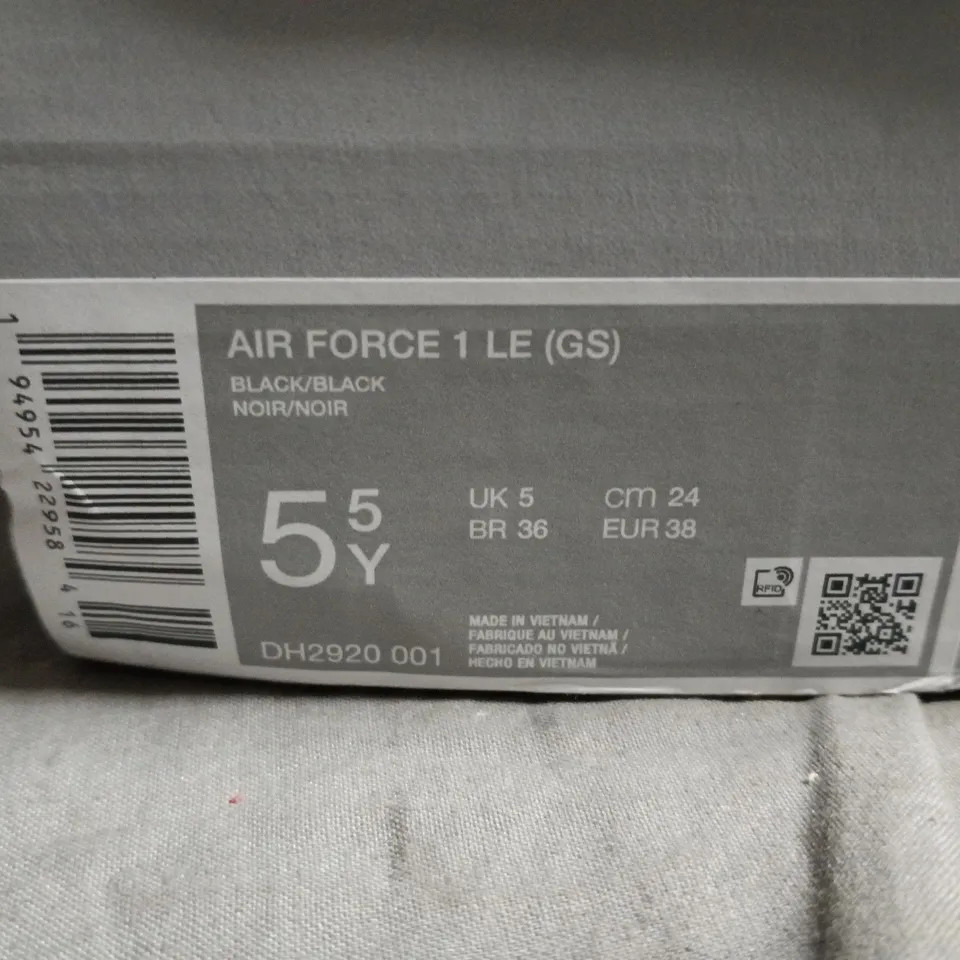 AIR FORCE 1 LE (GS)
BLACK/BLACK
NOIR/NOIR
5 5 Y
UK 5 cm 24
BR 36 EUR 38
RFID
DH2920 001
MADE IN VIETNAM /
FABRIQUE AU VIETNAM /
FABRICADO NO VIETNÃ /
HECHO EN VIETNAM
1 94954 22958 4 16